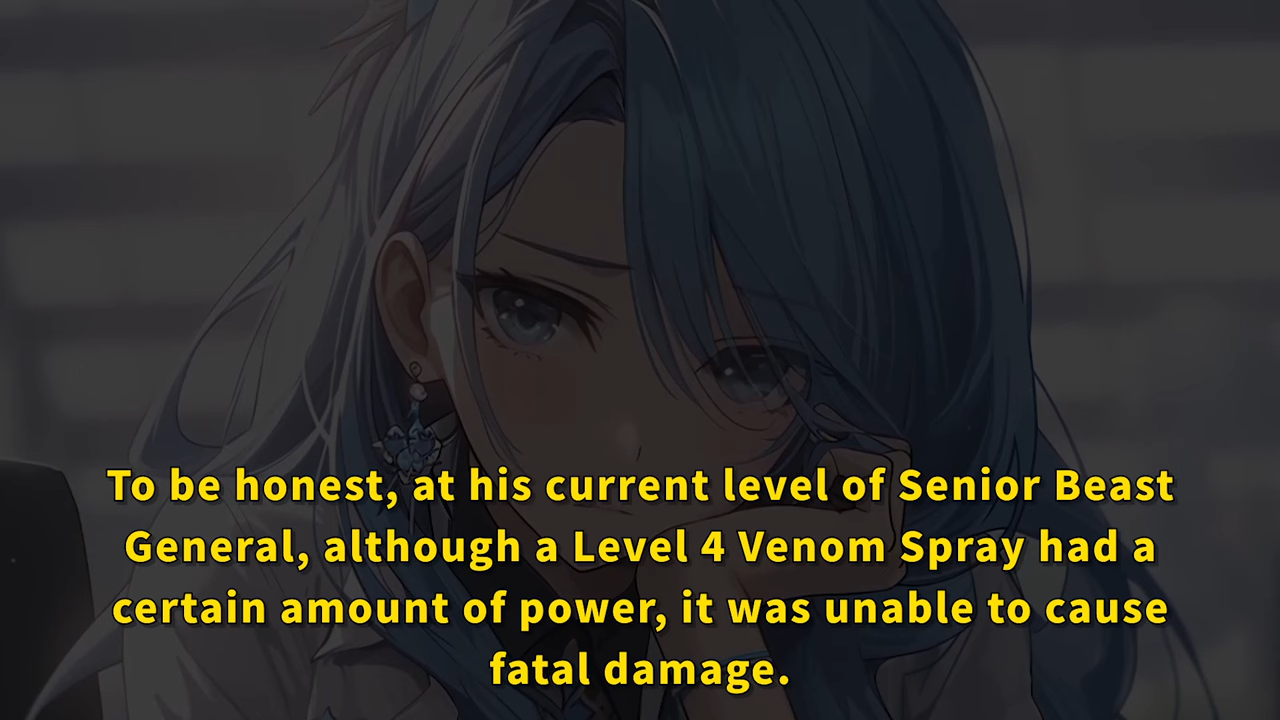 To be honest, at his current level of Senior Beast
General, although a Level 4 Venom Spray had a
certain amount of power, it was unable to cause
fatal damage.